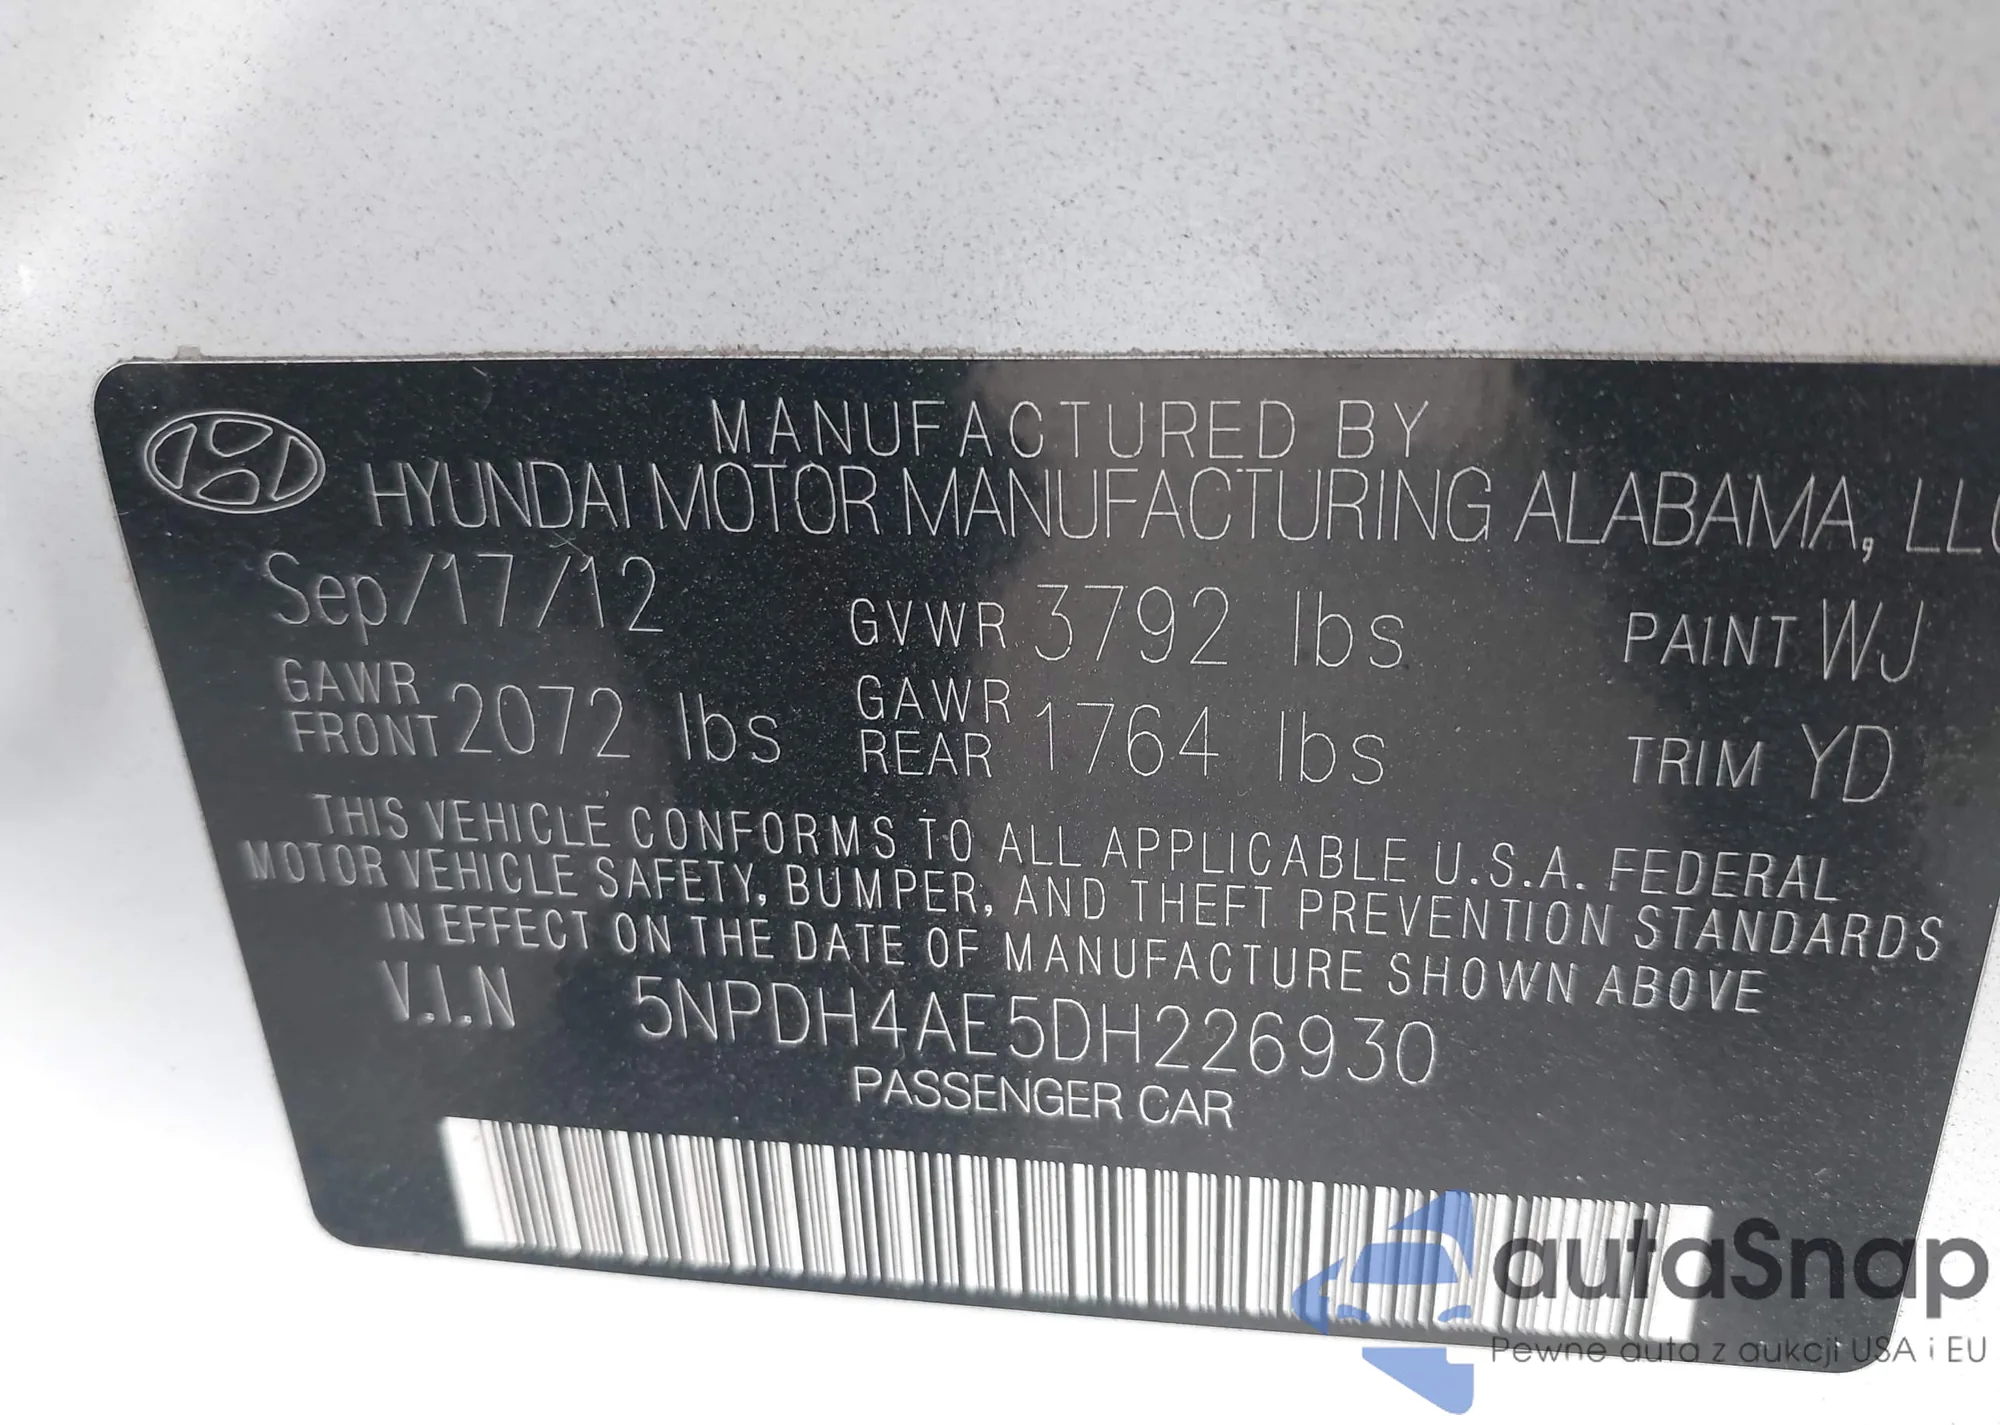 MANUFACTURED BY
HYUNDAI MOTOR MANUFACTURING ALABAMA, LLC
Sep/17/12 GVWR 3792 lbs PAINT WJ
GAWR FRONT 2072 lbs GAWR REAR 1764 lbs TRIM YD
THIS VEHICLE CONFORMS TO ALL APPLICABLE U.S.A. FEDERAL
MOTOR VEHICLE SAFETY, BUMPER, AND THEFT PREVENTION STANDARDS
IN EFFECT ON THE DATE OF MANUFACTURE SHOWN ABOVE
V.I.N 5NPDH4AE5DH226930
PASSENGER CAR
autaSnap
Pewne auta z aukcji USA i EU